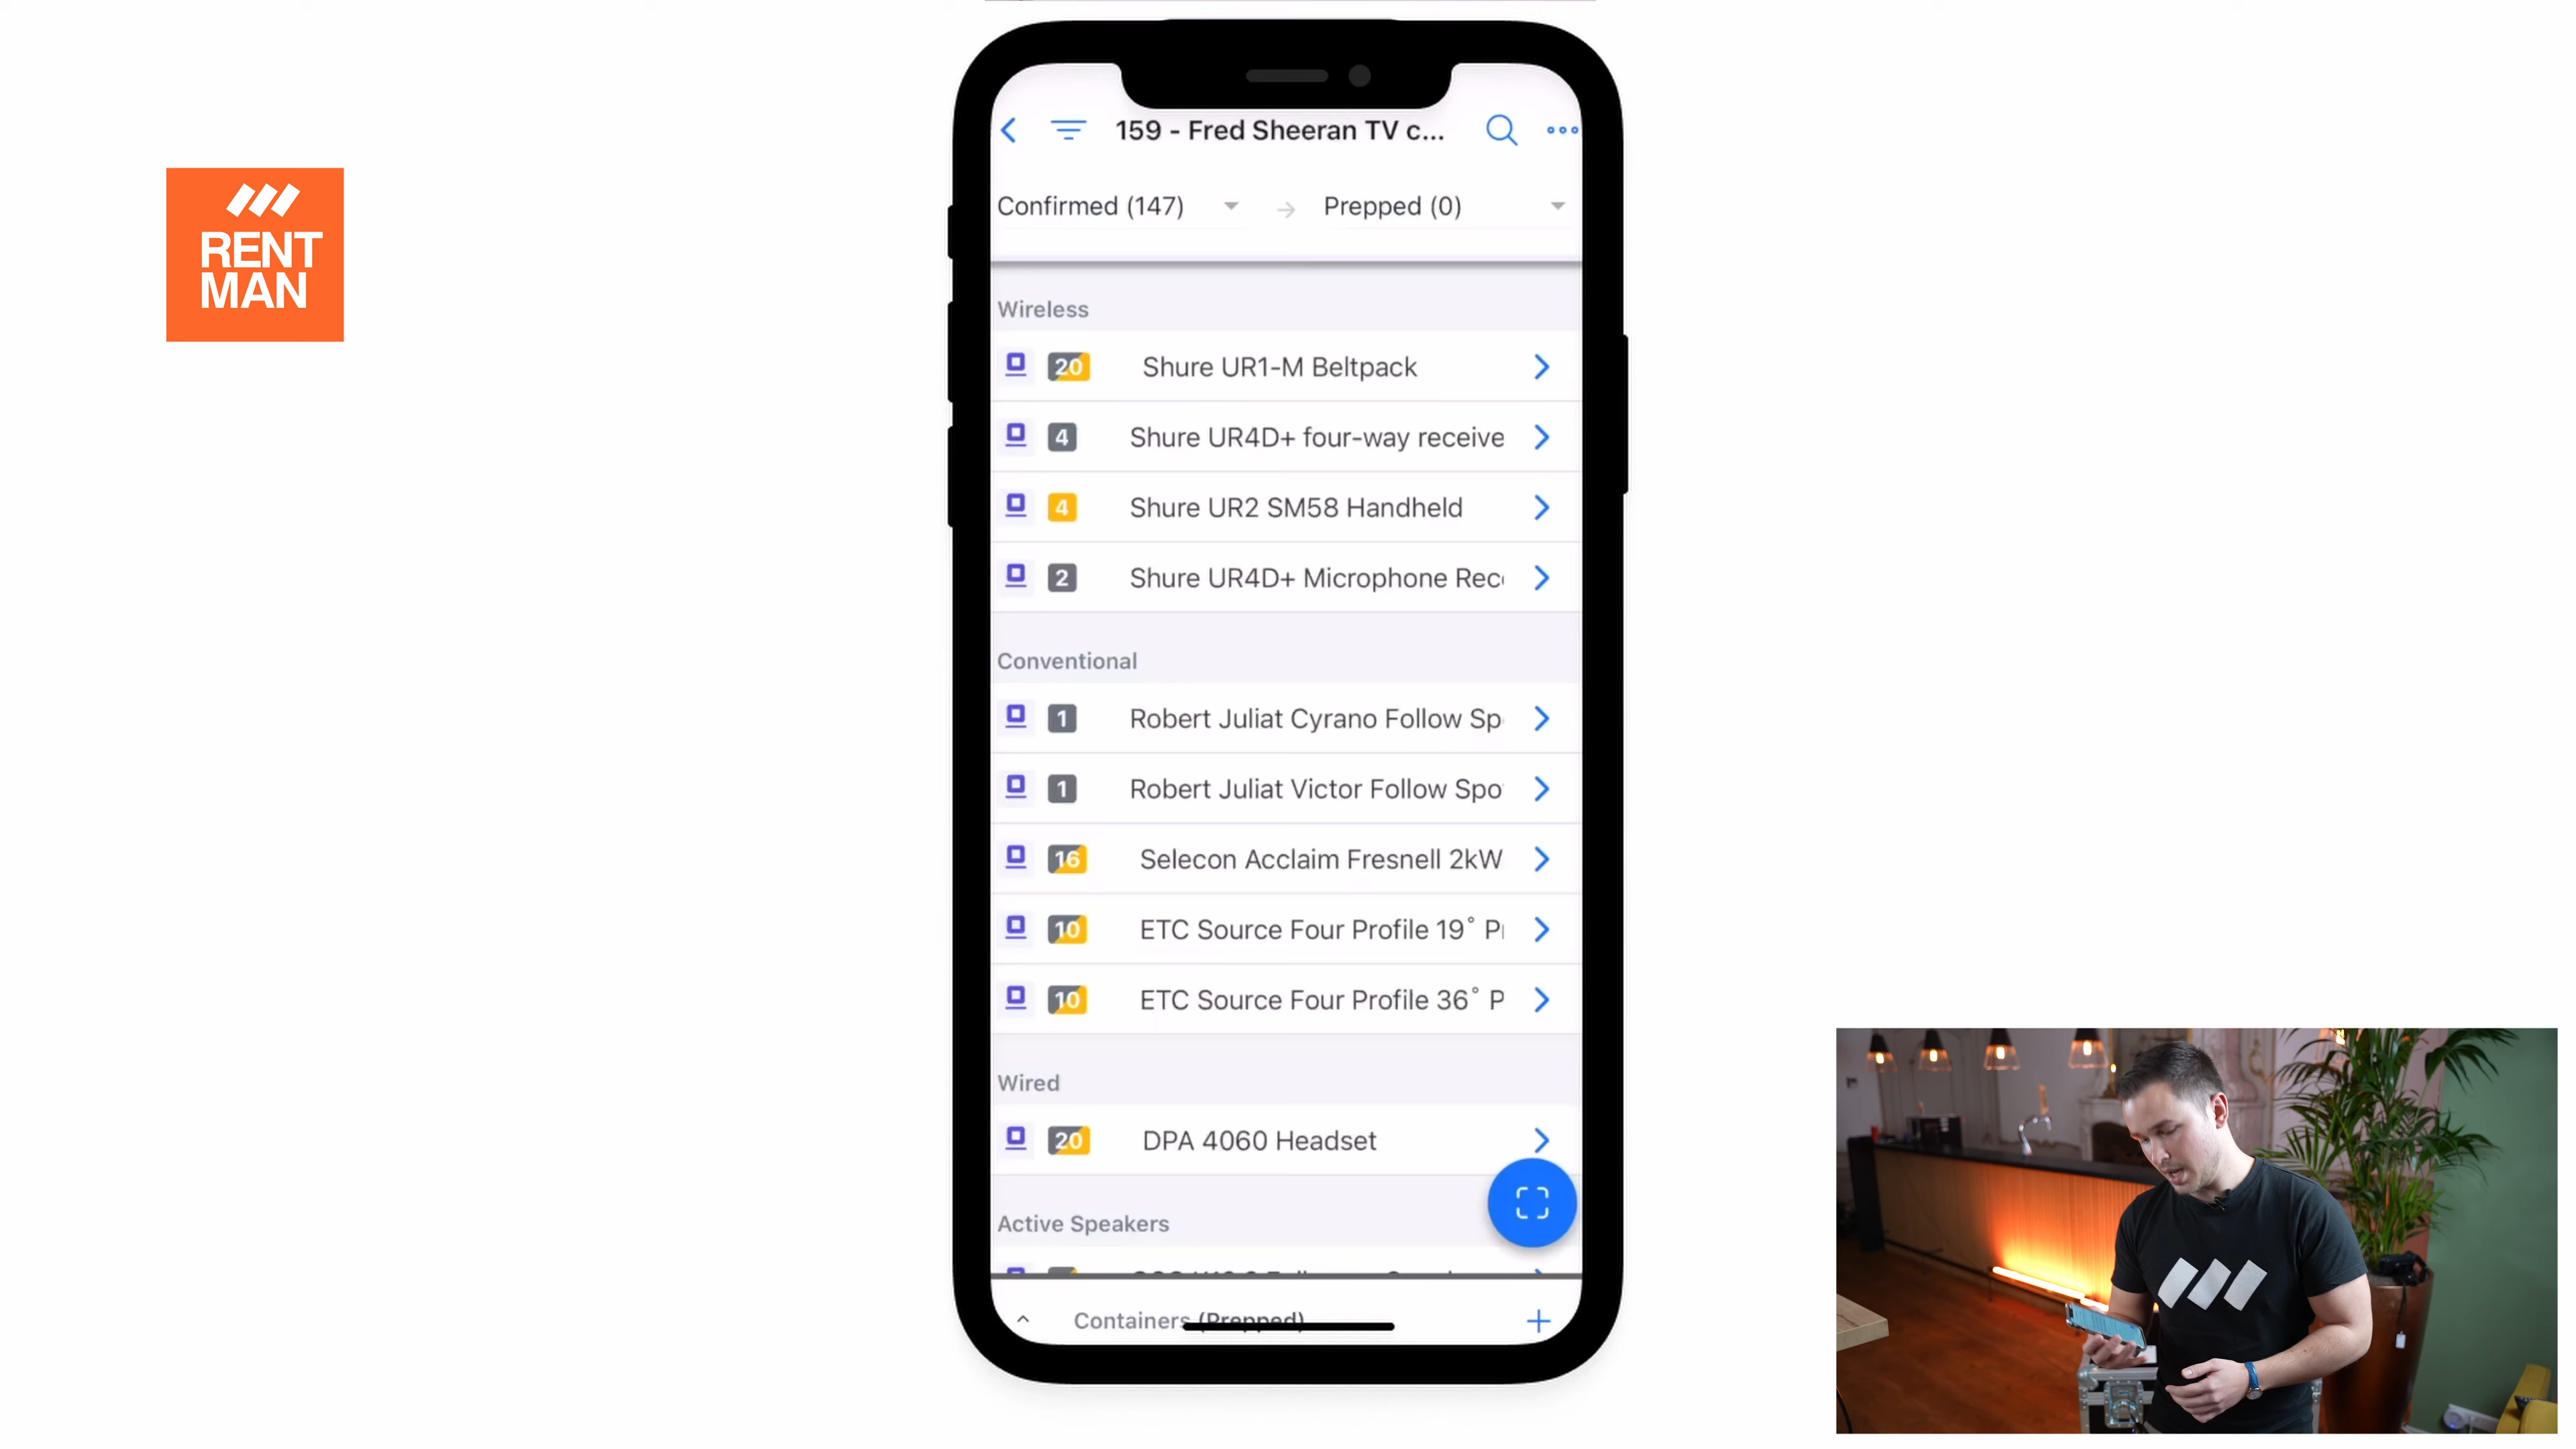 RENT
MAN
159 - Fred Sheeran TV c...
Confirmed (147)
Prepped (0)
Wireless
20 Shure UR1-M Beltpack
4 Shure UR4D+ four-way receive
4 Shure UR2 SM58 Handheld
2 Shure UR4D+ Microphone Rec
Conventional
1 Robert Juliat Cyrano Follow Sp
1 Robert Juliat Victor Follow Spo
16 Selecon Acclaim Fresnell 2kW
10 ETC Source Four Profile 19° P
10 ETC Source Four Profile 36° P
Wired
20 DPA 4060 Headset
Active Speakers
Containers (Prepped)